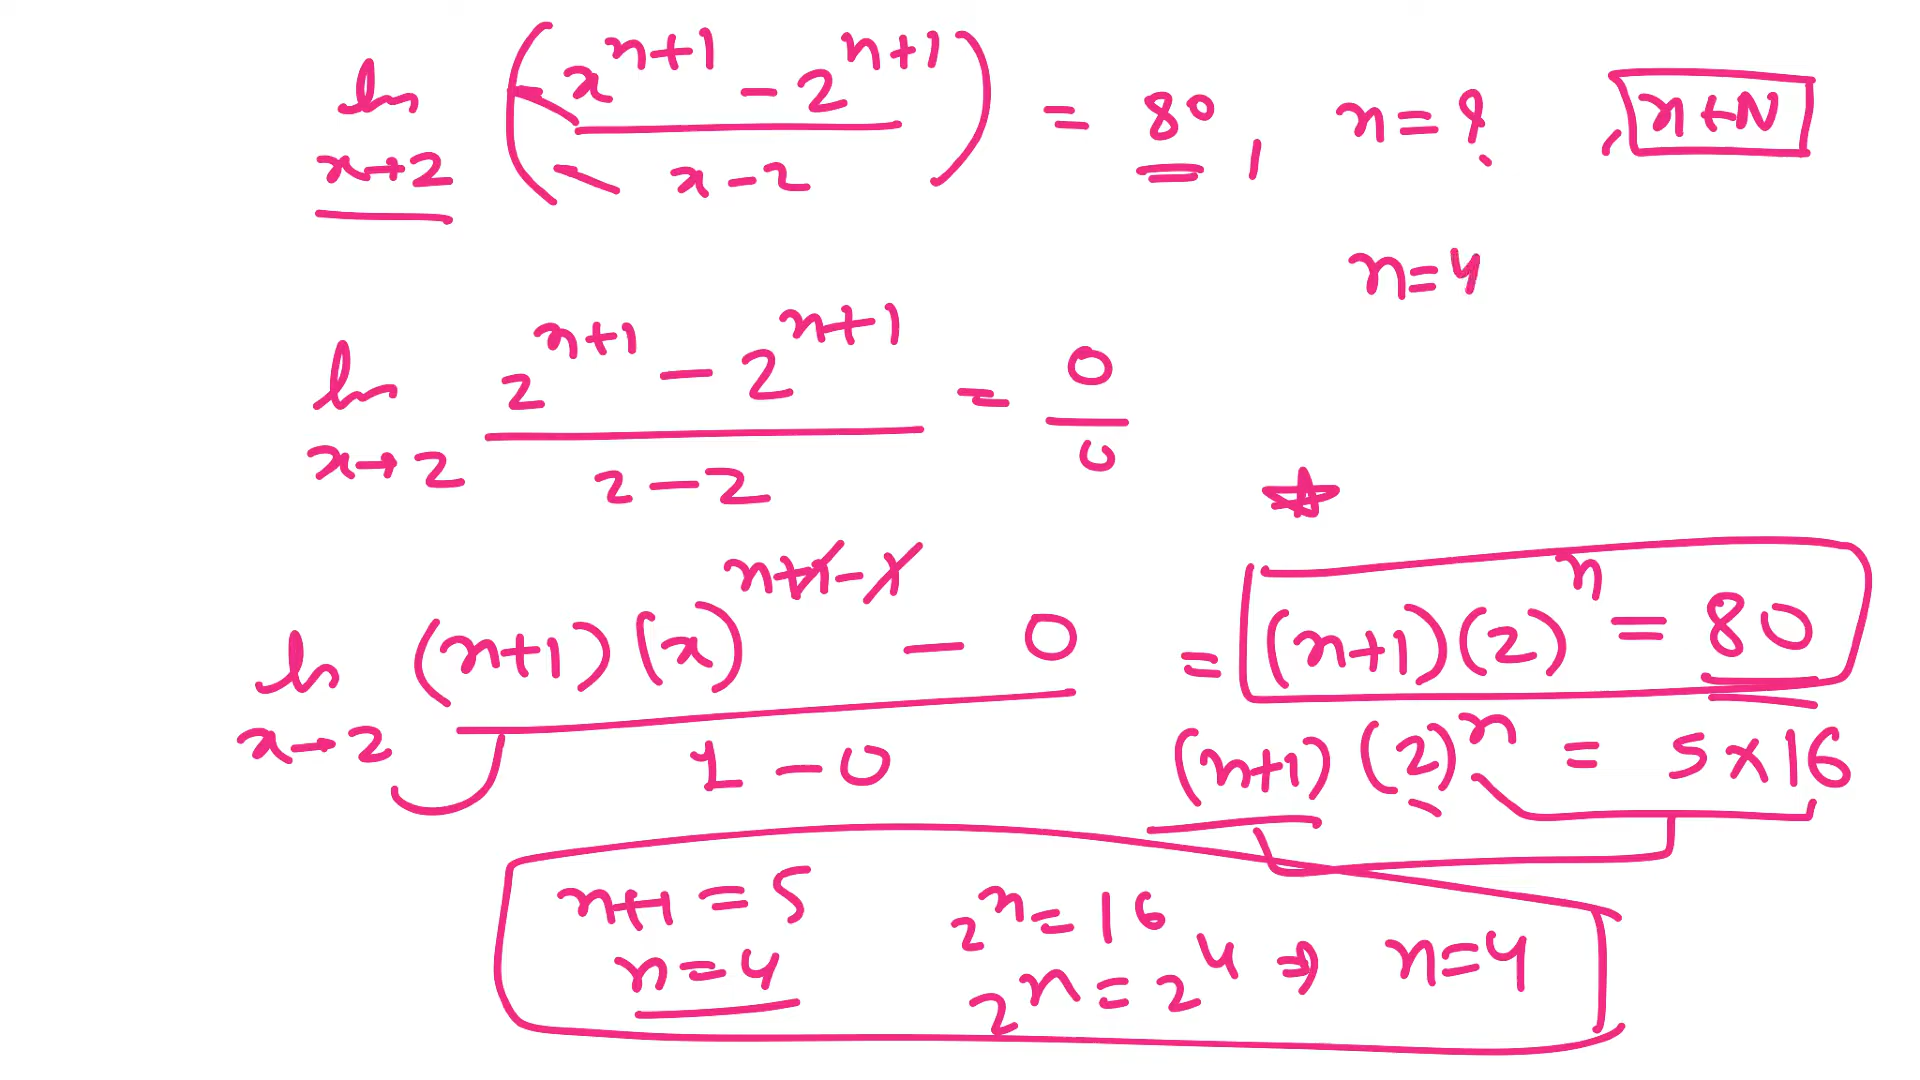 lim x→2 (x^{n+1} - 2^{n+1} / x-2) = 80, n=? , n+N
n=4
lim x→2 2^{n+1} - 2^{n+1} / 2-2 = 0/0
lim x→2 (n+1)(x)^{n+1-1} - 0 / 1-0 = (n+1)(2)^n = 80
(n+1)(2)^n = 5×16
n+1=5 2^n=16
n=4 2^n=2^4 ⇒ n=4